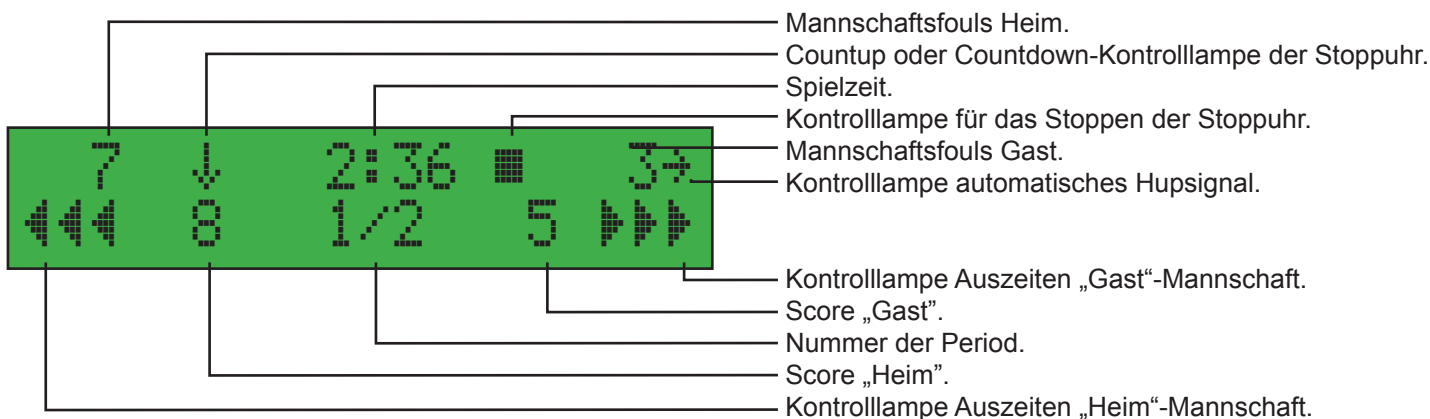 Mannschaftsfouls Heim.
Countup oder Countdown-Kontrolllampe der Stoppuhr.
Spielzeit.
Kontrolllampe für das Stoppen der Stoppuhr.
Mannschaftsfouls Gast.
Kontrolllampe automatisches Hupsignal.
7 ↓ 2:36 ■ 3→
◀◀◀ 8 1/2 5 ▶▶▶
Kontrolllampe Auszeiten „Gast“-Mannschaft.
Score „Gast”.
Nummer der Period.
Score „Heim”.
Kontrolllampe Auszeiten „Heim“-Mannschaft.